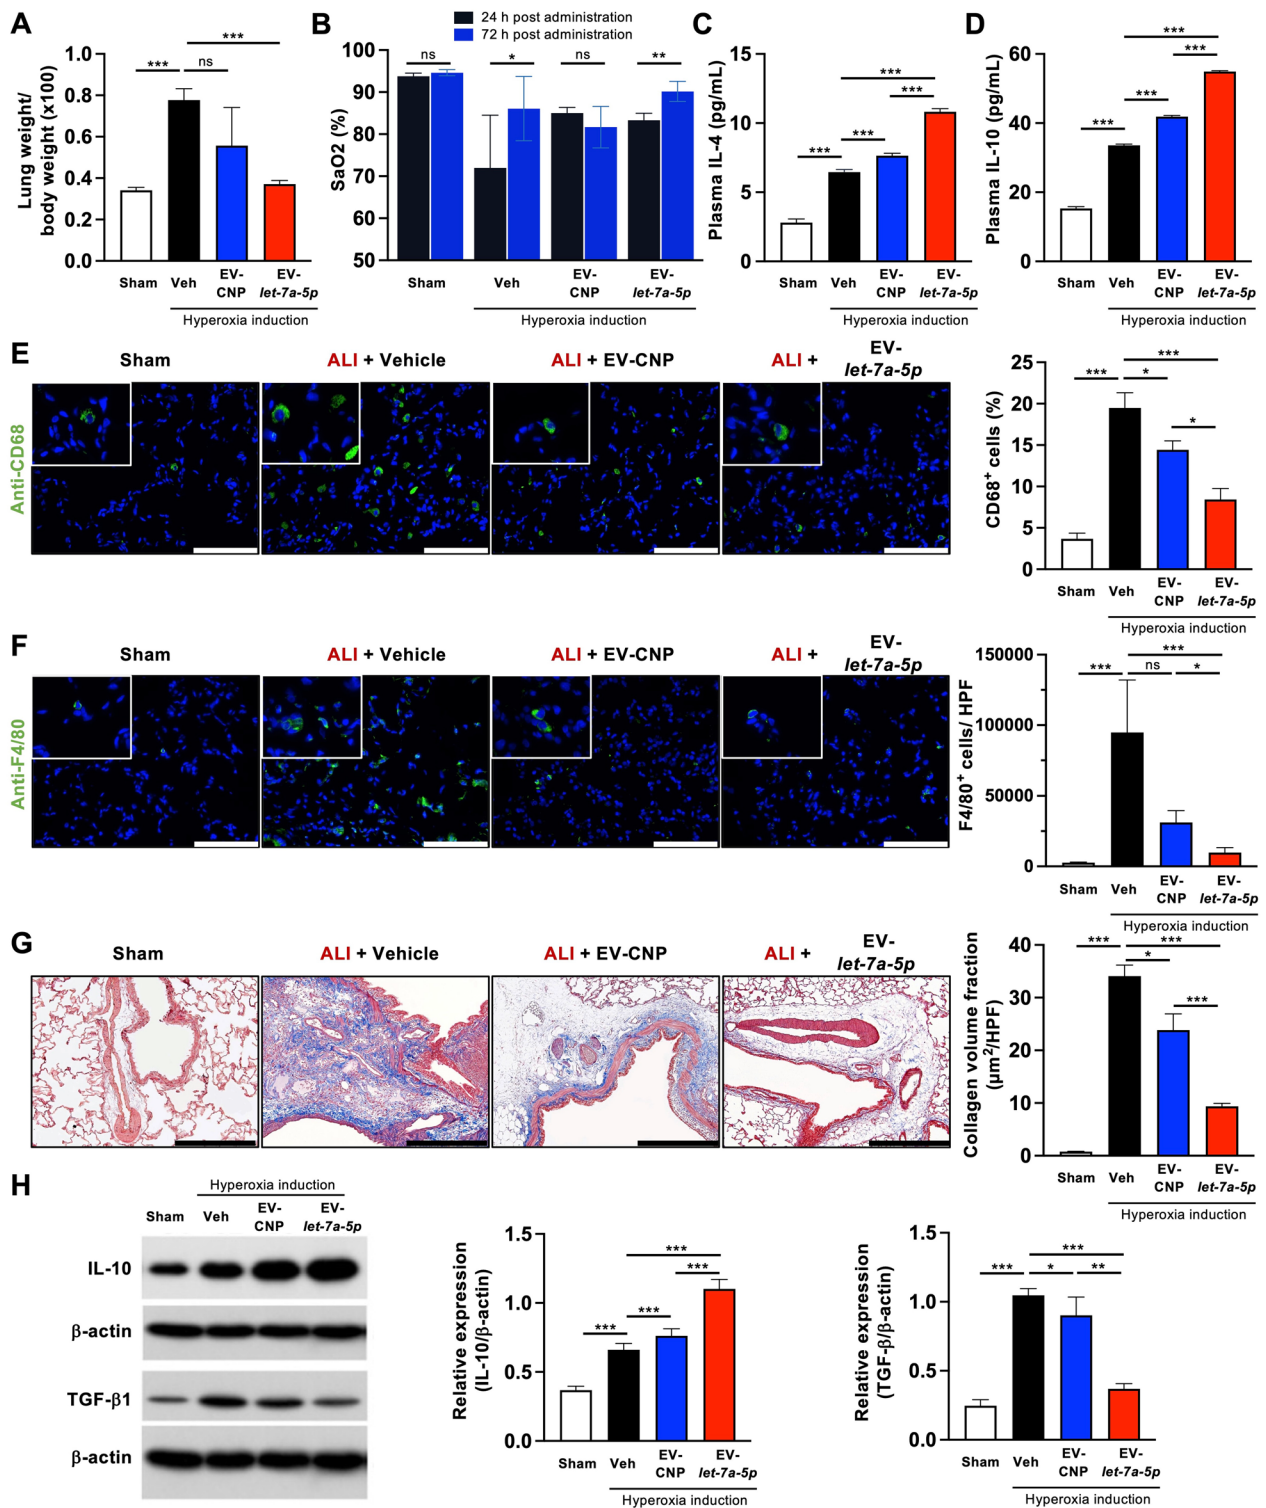 A
Lung weight/
body weight (x100)
1.0
0.8
0.6
0.4
0.2
0.0
***
ns
***
Sham
Veh
EV-
CNP
EV-
let-7a-5p
Hyperoxia induction
B
24 h post administration
72 h post administration
SaO2 (%)
100
90
80
70
60
50
ns
*
ns
**
Sham
Veh
EV-
CNP
EV-
let-7a-5p
Hyperoxia induction
C
Plasma IL-4 (pg/mL)
15
10
5
0
***
***
***
***
Sham
Veh
EV-
CNP
EV-
let-7a-5p
Hyperoxia induction
D
Plasma IL-10 (pg/mL)
60
40
20
0
***
***
***
***
Sham
Veh
EV-
CNP
EV-
let-7a-5p
Hyperoxia induction
E
Sham
ALI + Vehicle
ALI + EV-CNP
ALI + EV-
let-7a-5p
Anti-CD68
CD68+ cells (%)
25
20
15
10
5
0
***
***
*
*
Sham
Veh
EV-
CNP
EV-
let-7a-5p
Hyperoxia induction
F
Sham
ALI + Vehicle
ALI + EV-CNP
ALI + EV-
let-7a-5p
Anti-F4/80
F4/80+ cells/ HPF
150000
100000
50000
0
***
***
ns
*
Sham
Veh
EV-
CNP
EV-
let-7a-5p
Hyperoxia induction
G
Sham
ALI + Vehicle
ALI + EV-CNP
ALI + EV-
let-7a-5p
Collagen volume fraction
(μm2/HPF)
40
30
20
10
0
***
***
*
***
Sham
Veh
EV-
CNP
EV-
let-7a-5p
Hyperoxia induction
H
Hyperoxia induction
Sham
Veh
EV-
CNP
EV-
let-7a-5p
IL-10
β-actin
TGF-β1
β-actin
Relative expression
(IL-10/β-actin)
1.5
1.0
0.5
0.0
***
***
***
***
Sham
Veh
EV-
CNP
EV-
let-7a-5p
Hyperoxia induction
Relative expression
(TGF-β/β-actin)
1.5
1.0
0.5
0.0
***
***
*
**
Sham
Veh
EV-
CNP
EV-
let-7a-5p
Hyperoxia induction